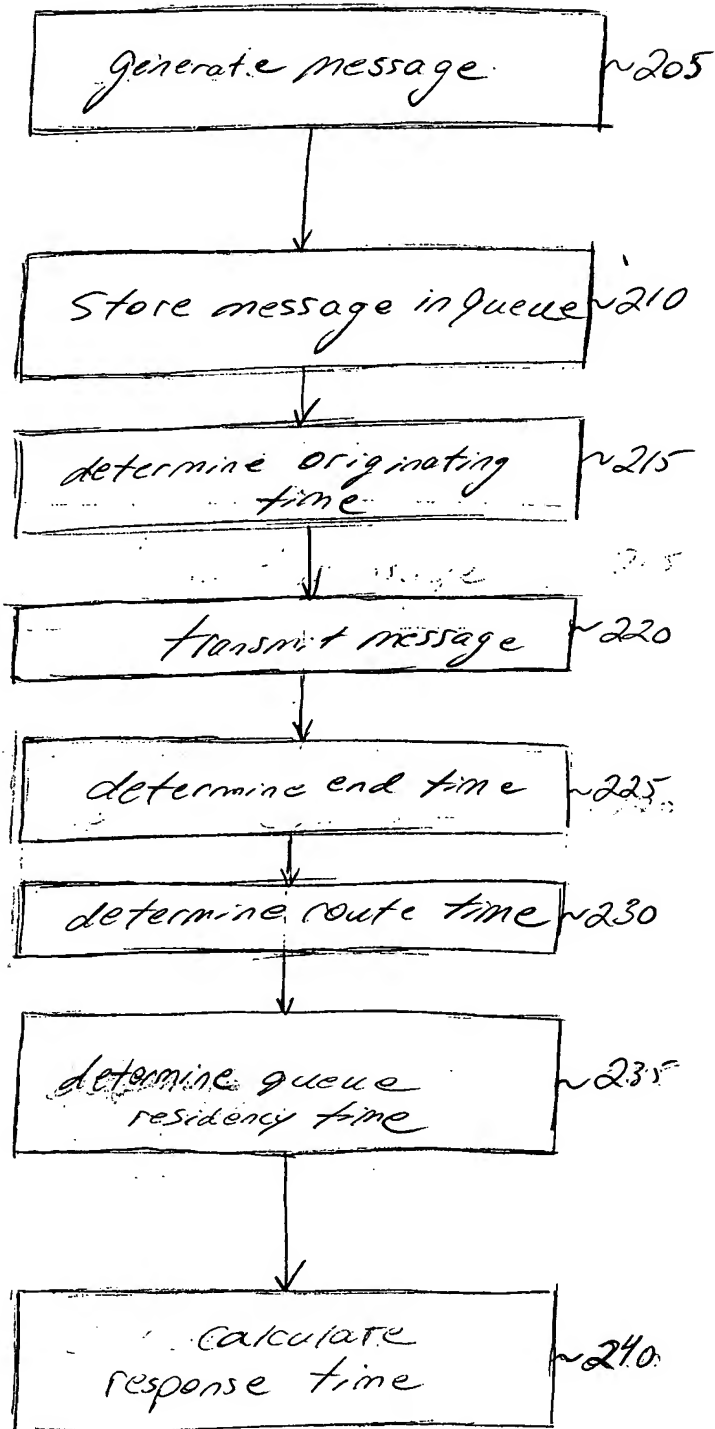 generate message ~205
Store message in queue ~210
determine originating ~215
time
transmit message ~220
determine end time ~225
determine route time ~230
determine queue ~235
residency time
calculate
response time ~240